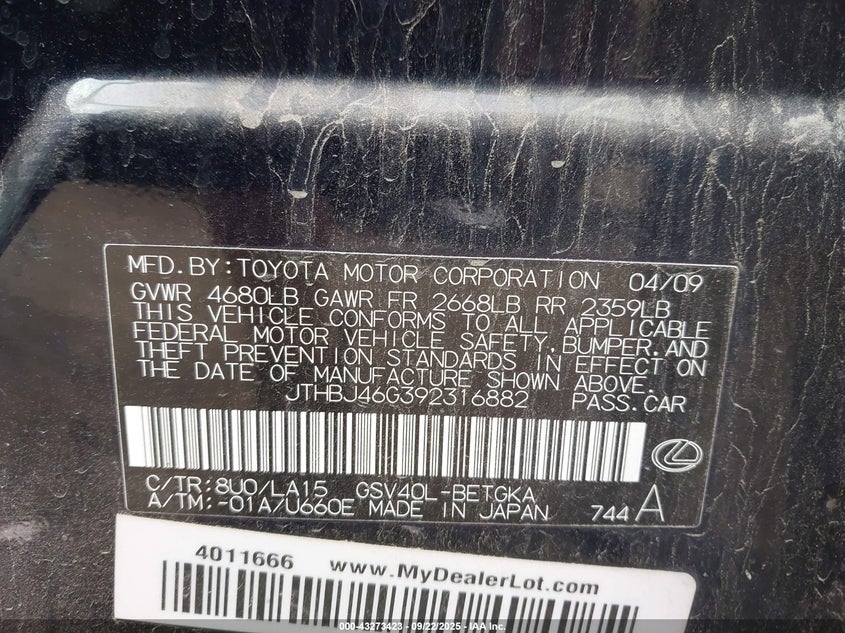 MFD.BY:TOYOTA MOTOR CORPORATION 04/09
GVWR 4680LB GAWR FR 2668LB RR 2359LB
THIS VEHICLE CONFORMS TO ALL APPLICABLE
FEDERAL MOTOR VEHICLE SAFETY,BUMPER,AND
THEFT PREVENTION STANDARDS IN EFFECT ON
THE DATE OF MANUFACTURE SHOWN ABOVE.
JTHBJ46G392316882 PASS.CAR
C/TR:8U0/LA15 GSV40L-BETGKA
A/TM:-01A/U660E MADE IN JAPAN 744 A
4011666 www.MyDealerLot.com
000-43273423 - 09/22/2025 - IAA Inc.